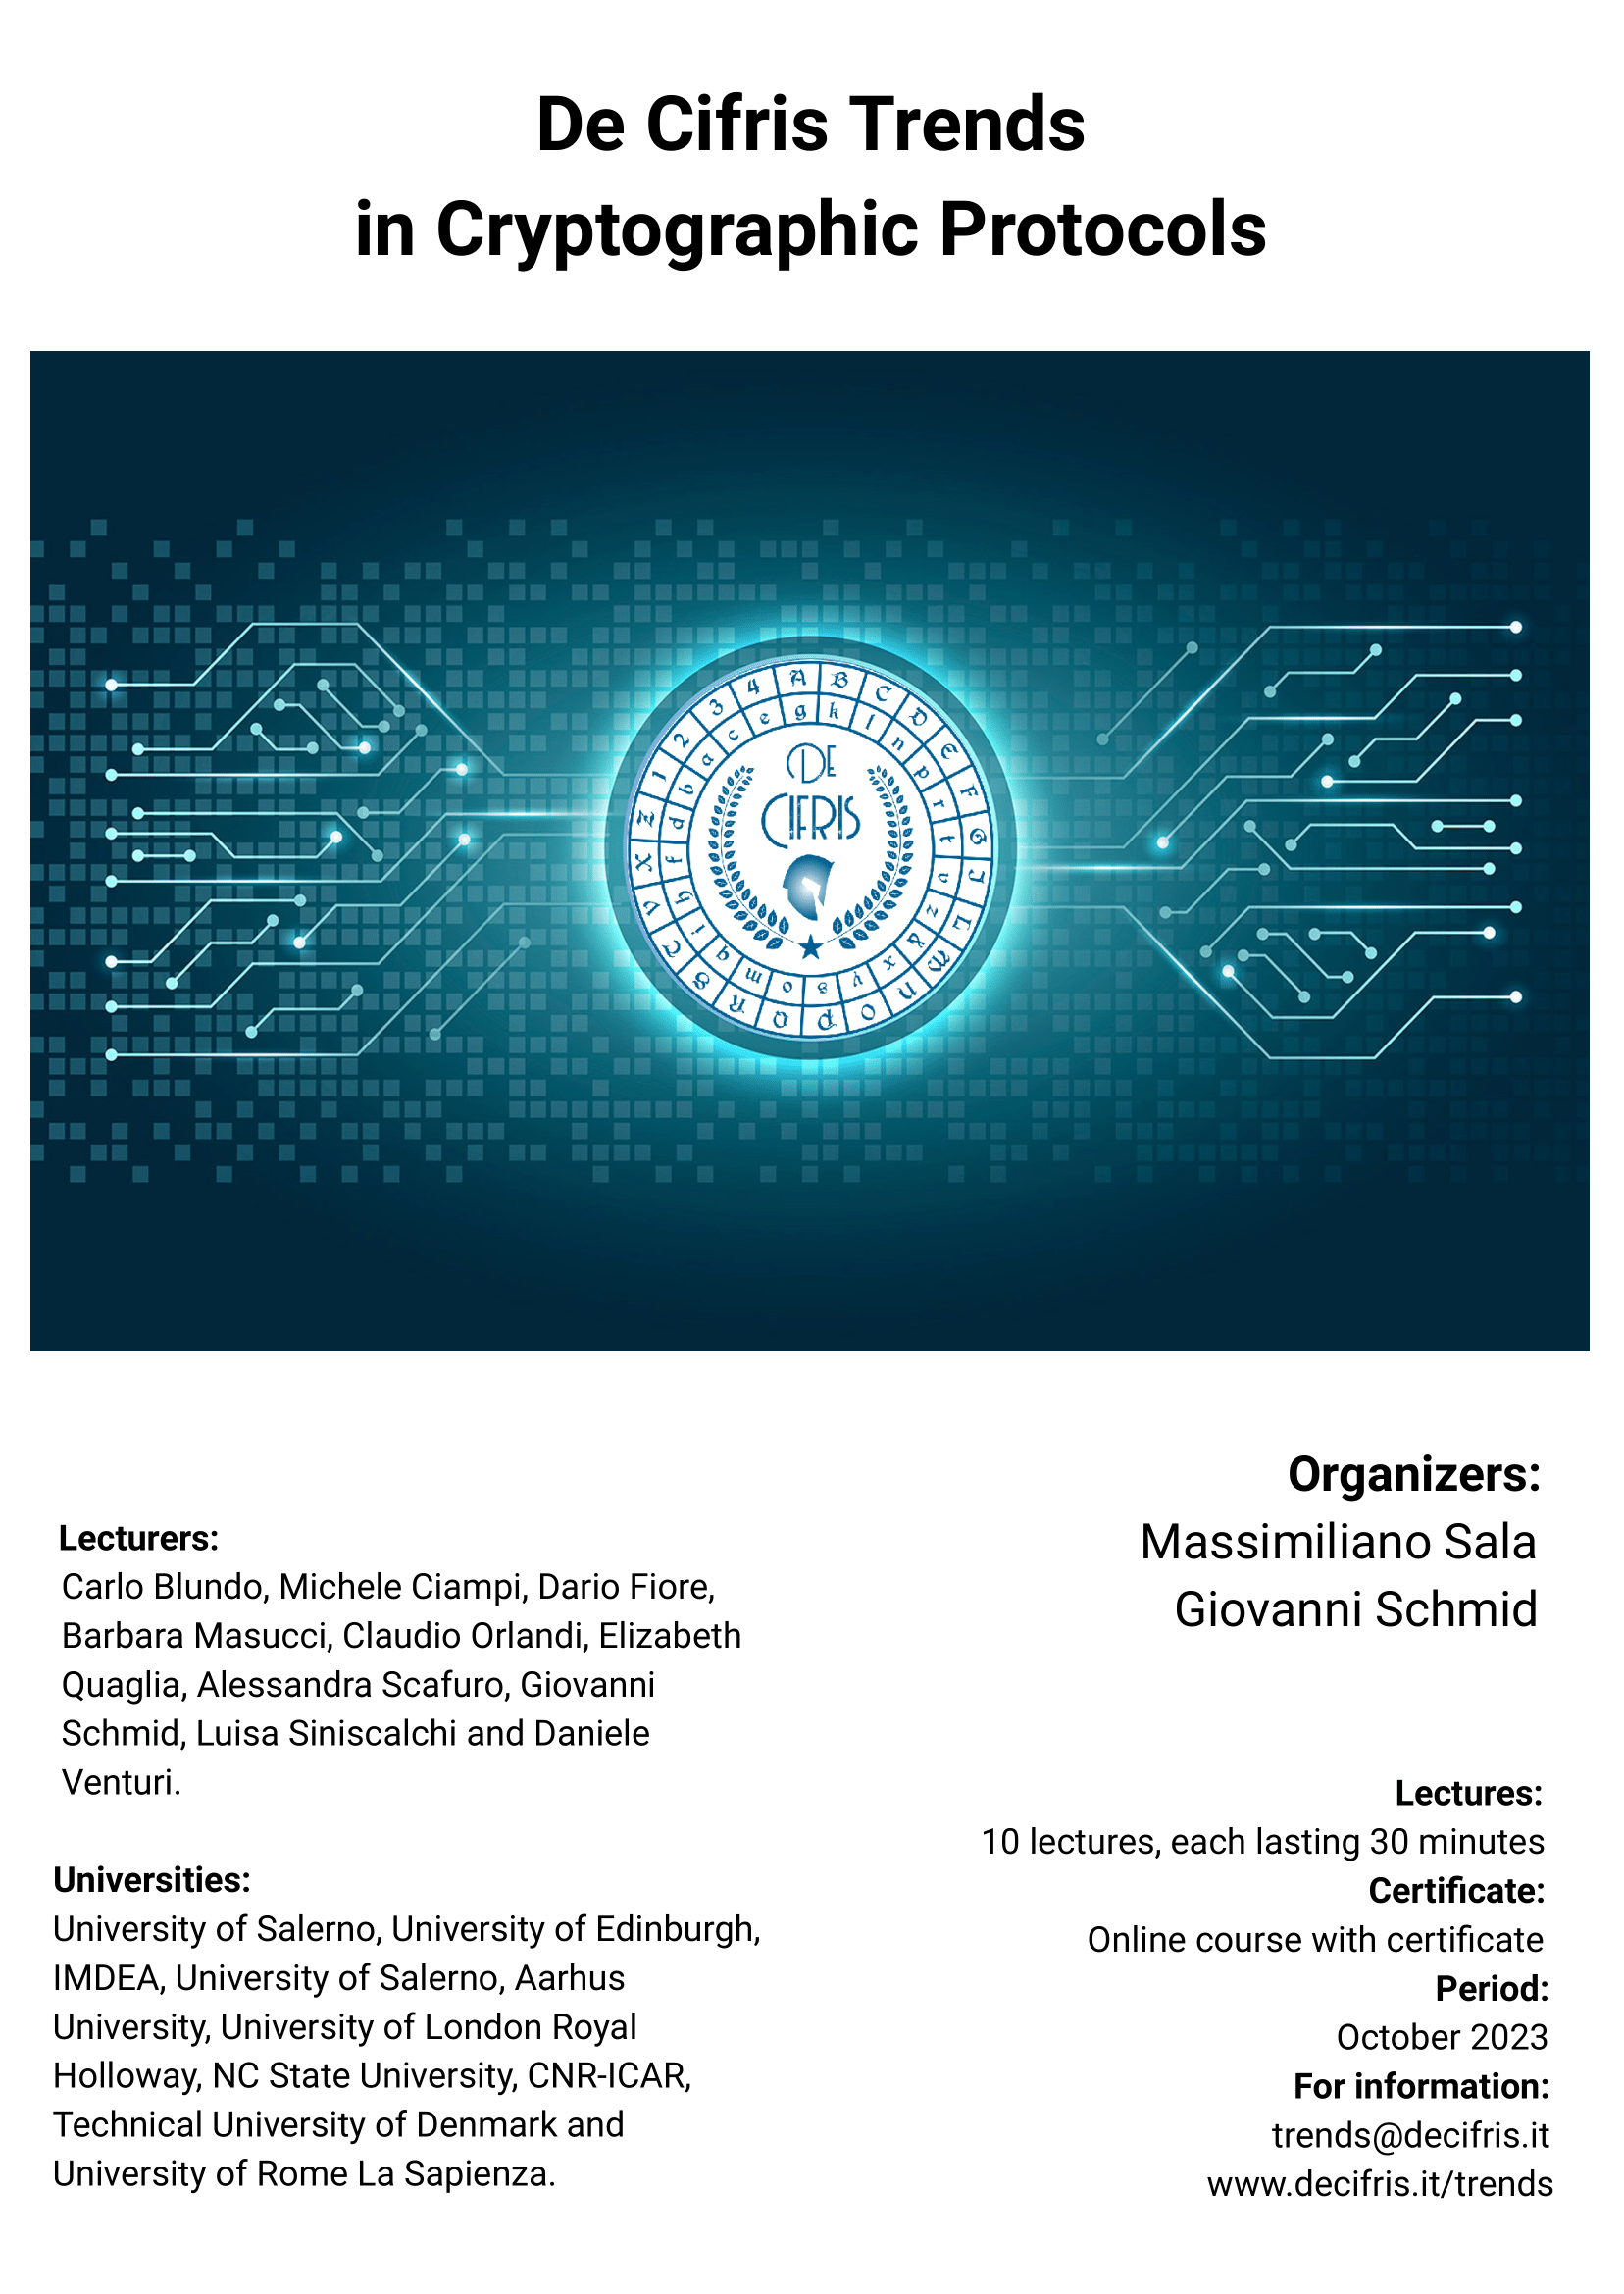 De Cifris Trends
in Cryptographic Protocols
4 A B C D E F G I L M N O P Q R S T V X Z 1 2 3
g k l n p r t v z & x y s o m q i h f d b a c e
DE
CIFRIS
Lecturers:
Carlo Blundo, Michele Ciampi, Dario Fiore,
Barbara Masucci, Claudio Orlandi, Elizabeth
Quaglia, Alessandra Scafuro, Giovanni
Schmid, Luisa Siniscalchi and Daniele
Venturi.
Universities:
University of Salerno, University of Edinburgh,
IMDEA, University of Salerno, Aarhus
University, University of London Royal
Holloway, NC State University, CNR-ICAR,
Technical University of Denmark and
University of Rome La Sapienza.
Organizers:
Massimiliano Sala
Giovanni Schmid
Lectures:
10 lectures, each lasting 30 minutes
Certificate:
Online course with certificate
Period:
October 2023
For information:
trends@decifris.it
www.decifris.it/trends